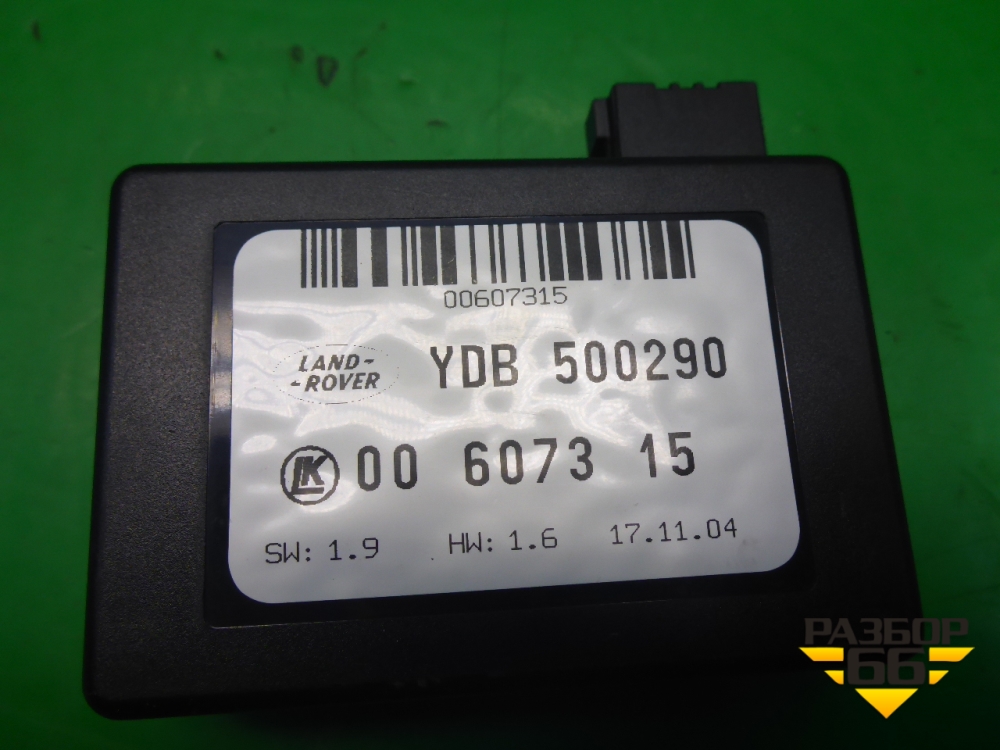 00607315
LAND-
-ROVER
YDB 500290
LK 00 6073 15
SW: 1.9 HW: 1.6 17.11.04
РАЗБОР
66